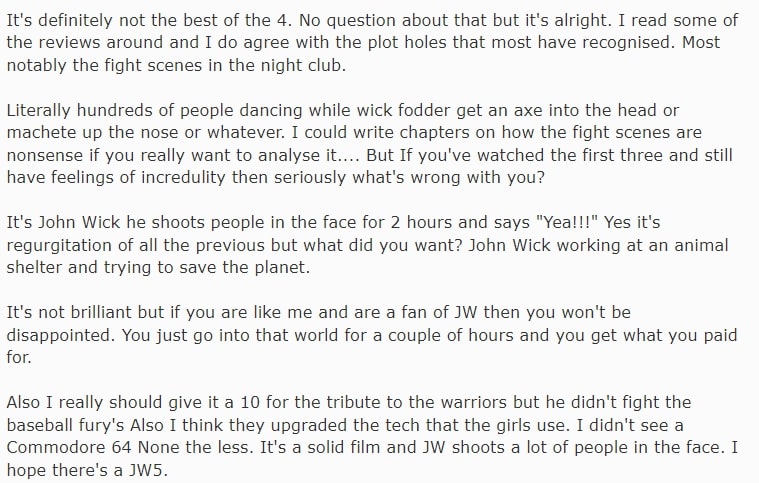 It's definitely not the best of the 4. No question about that but it's alright. I read some of
the reviews around and I do agree with the plot holes that most have recognised. Most
notably the fight scenes in the night club.
Literally hundreds of people dancing while wick fodder get an axe into the head or
machete up the nose or whatever. I could write chapters on how the fight scenes are
nonsense if you really want to analyse it.... But If you've watched the first three and still
have feelings of incredulity then seriously what's wrong with you?
It's John Wick he shoots people in the face for 2 hours and says "Yea!!!" Yes it's
regurgitation of all the previous but what did you want? John Wick working at an animal
shelter and trying to save the planet.
It's not brilliant but if you are like me and are a fan of JW then you won't be
disappointed. You just go into that world for a couple of hours and you get what you paid
for.
Also I really should give it a 10 for the tribute to the warriors but he didn't fight the
baseball fury's Also I think they upgraded the tech that the girls use. I didn't see a
Commodore 64 None the less. It's a solid film and JW shoots a lot of people in the face. I
hope there's a JW5.